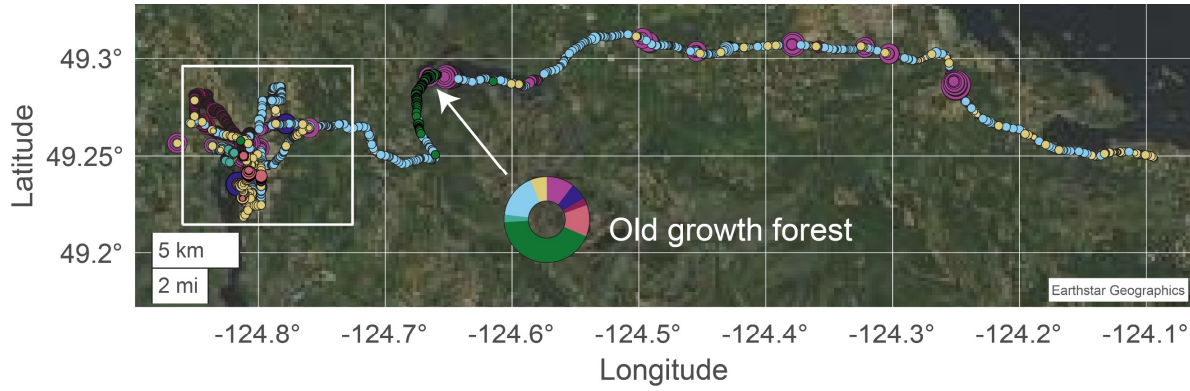 Latitude
49.3°
49.25°
49.2°
Old growth forest
5 km
2 mi
Earthstar Geographics
-124.8°
-124.7°
-124.6°
-124.5°
-124.4°
-124.3°
-124.2°
-124.1°
Longitude